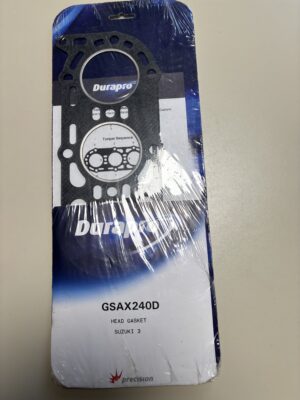 Durapro
Torque Sequence
Durapro
GSAX240D
HEAD GASKET
SUZUKI 3
precision